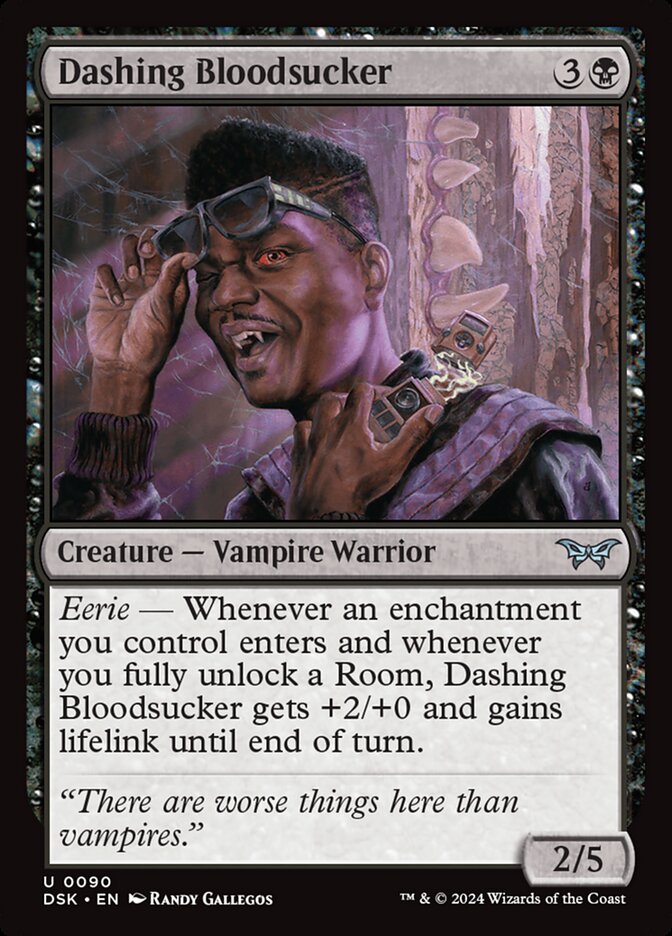 Dashing Bloodsucker 3
Creature — Vampire Warrior
Eerie — Whenever an enchantment
you control enters and whenever
you fully unlock a Room, Dashing
Bloodsucker gets +2/+0 and gains
lifelink until end of turn.
“There are worse things here than
vampires.”
2/5
U 0090
DSK • EN Randy Gallegos
™ & © 2024 Wizards of the Coast